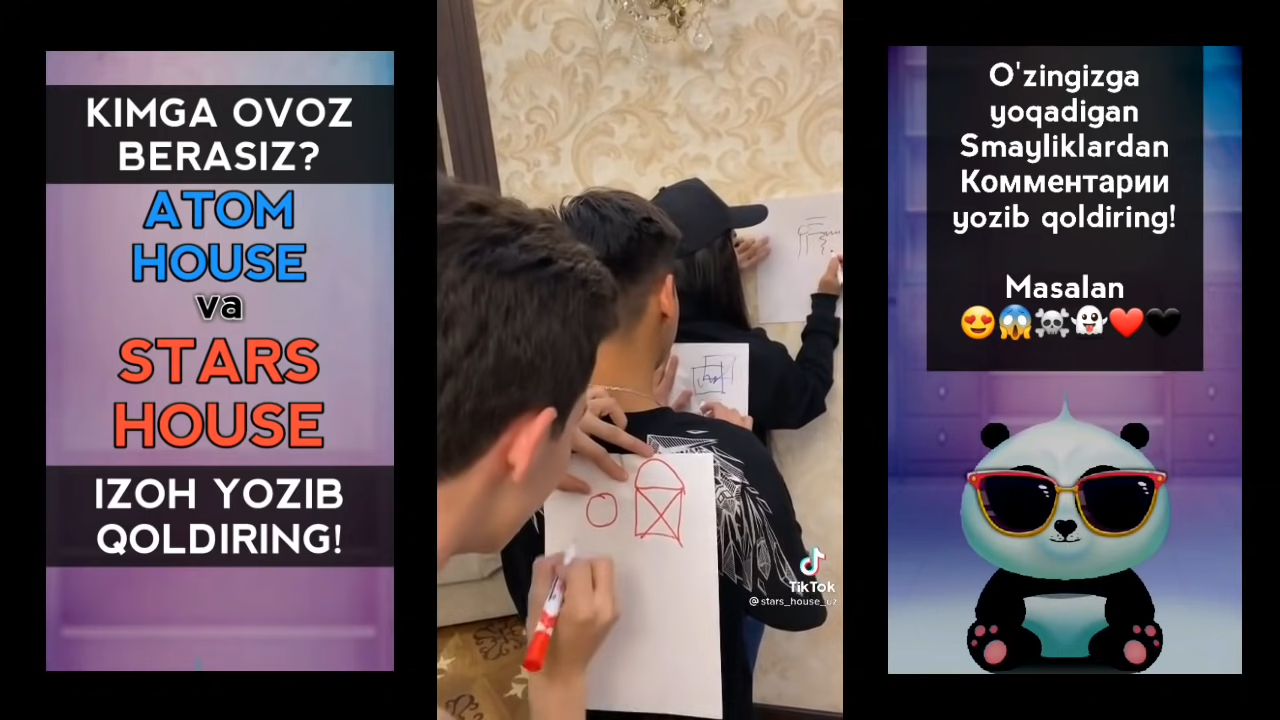 KIMGA OVOZ
BERASIZ?
ATOM
HOUSE
va
STARS
HOUSE
IZOH YOZIB
QOLDIRING!
TikTok
@stars_house_uz
O'zingizga
yoqadigan
Smayliklardan
Комментарии
yozib qoldiring!
Masalan
😍😱☠️👻❤️🖤